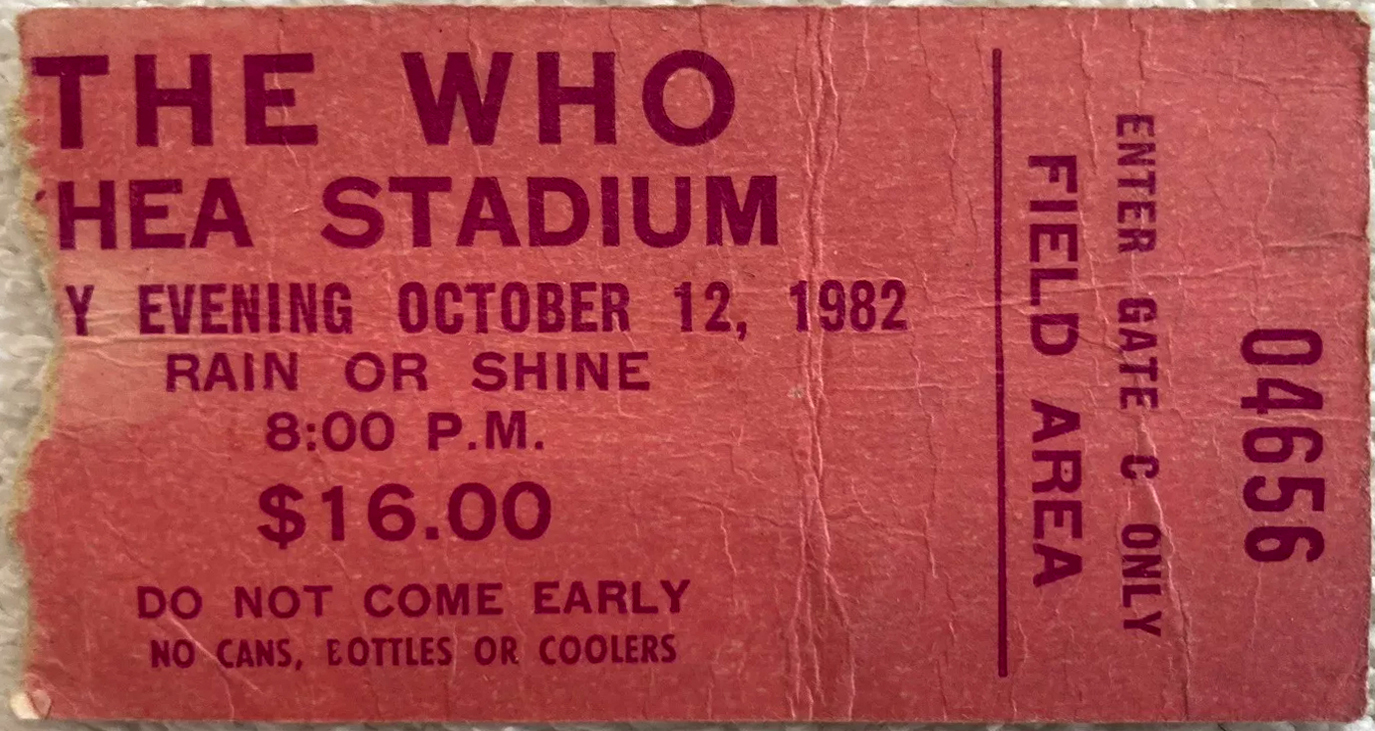 THE WHO
HEA STADIUM
Y EVENING OCTOBER 12, 1982
RAIN OR SHINE
8:00 P.M.
$16.00
DO NOT COME EARLY
NO CANS, BOTTLES OR COOLERS
FIELD AREA
ENTER GATE C ONLY
04656